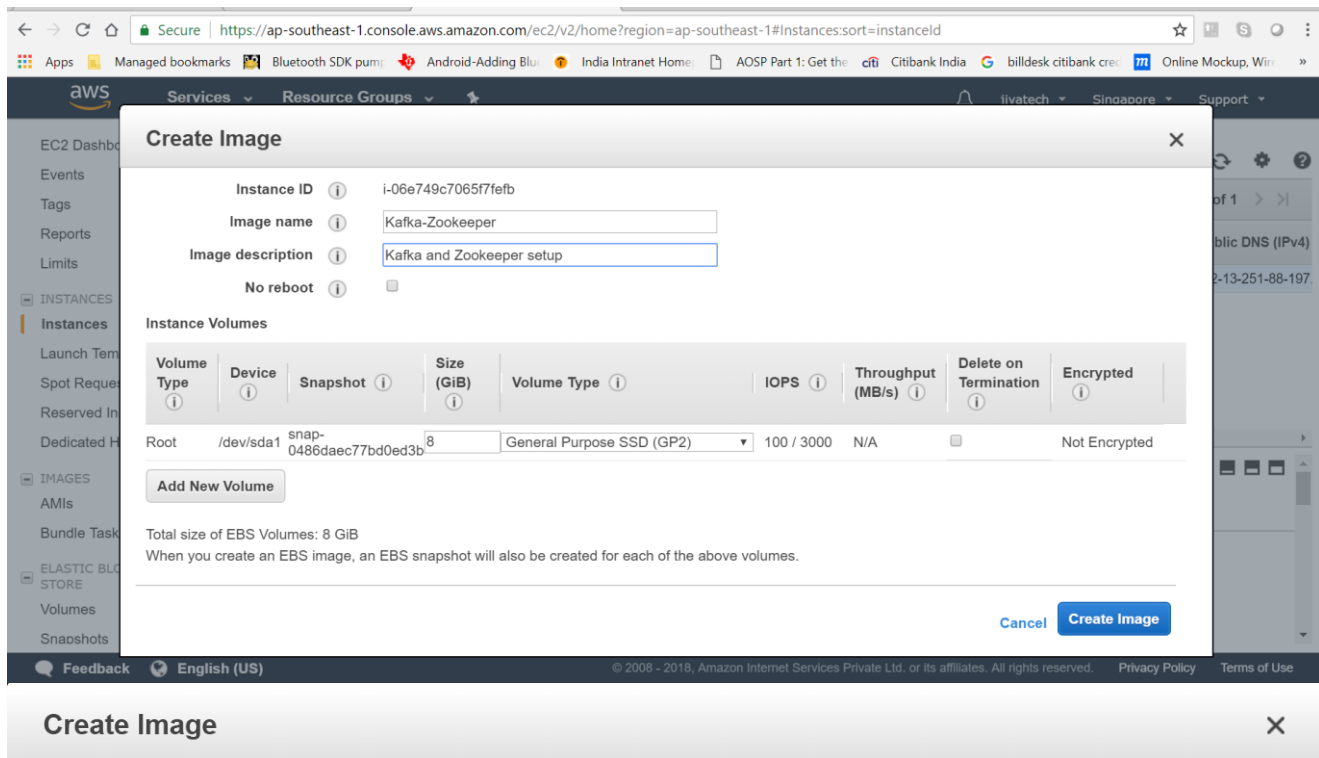 Secure | https://ap-southeast-1.console.aws.amazon.com/ec2/v2/home?region=ap-southeast-1#Instances:sort=instanceId
Apps Managed bookmarks Bluetooth SDK pum Android-Adding Blu India Intranet Home AOSP Part 1: Get the citi Citibank India G billdesk citibank cred m Online Mockup, Wir »
aws Services Resource Groups Singapore Support
Create Image
EC2 Dashbo
Events
Tags
Reports
Limits
INSTANCES
Instances
Launch Tem
Spot Reque
Reserved In
Dedicated H
IMAGES
AMIs
Bundle Task
ELASTIC BLO
STORE
Volumes
Snapshots
Instance ID i-06e749c7065f7fefb
Image name Kafka-Zookeeper
Image description Kafka and Zookeeper setup
No reboot
Instance Volumes
Volume Type Device Snapshot Size (GiB) Volume Type IOPS Throughput (MB/s) Delete on Termination Encrypted
Root /dev/sda1 snap-0486daec77bd0ed3b 8 General Purpose SSD (GP2) 100 / 3000 N/A Not Encrypted
Add New Volume
Total size of EBS Volumes: 8 GiB
When you create an EBS image, an EBS snapshot will also be created for each of the above volumes.
Cancel Create Image
of 1
blic DNS (IPv4)
2-13-251-88-197.
Feedback English (US) © 2008 - 2018, Amazon Internet Services Private Ltd. or its affiliates. All rights reserved. Privacy Policy Terms of Use
Create Image